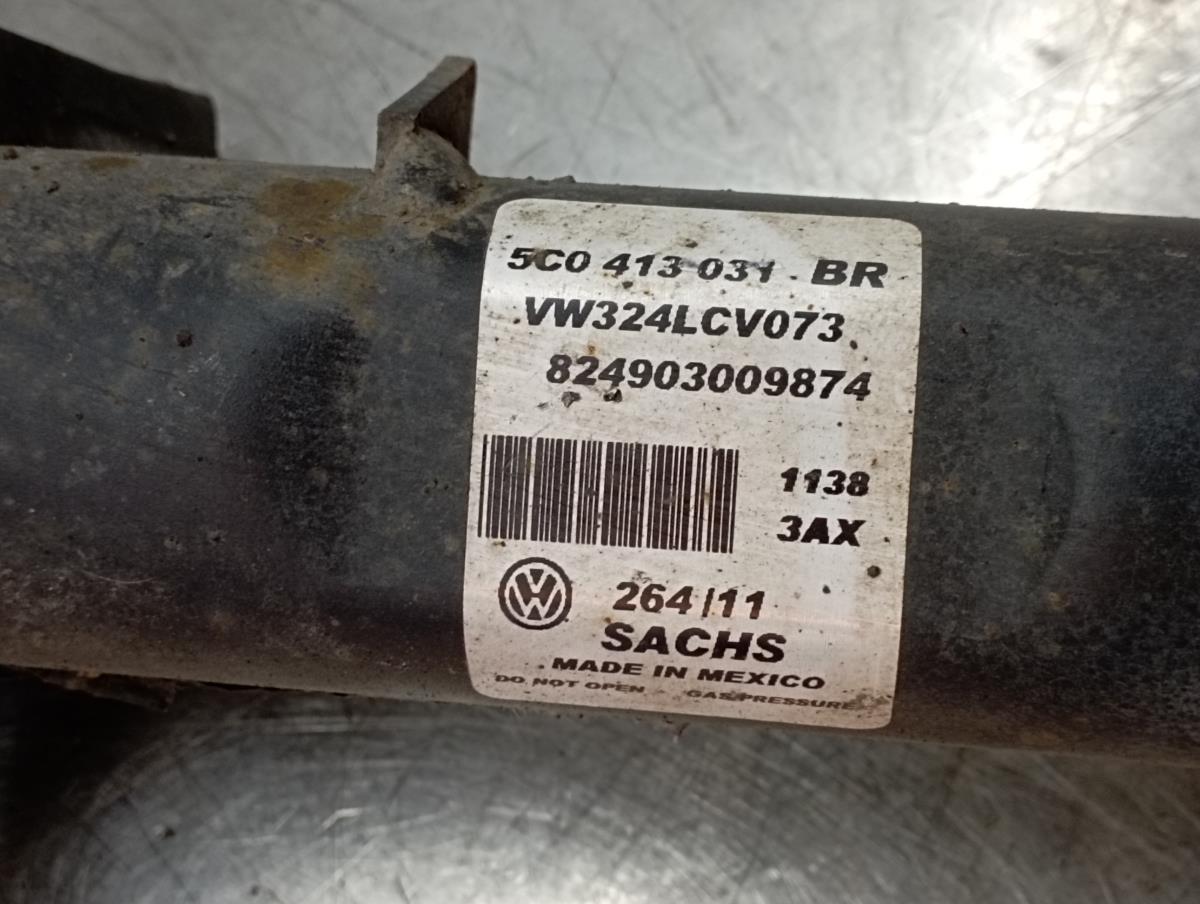 5C0 413 031 BR
VW324LCV073
824903009874
1138
3AX
VW 264/11
SACHS
MADE IN MEXICO
DO NOT OPEN GAS PRESSURE